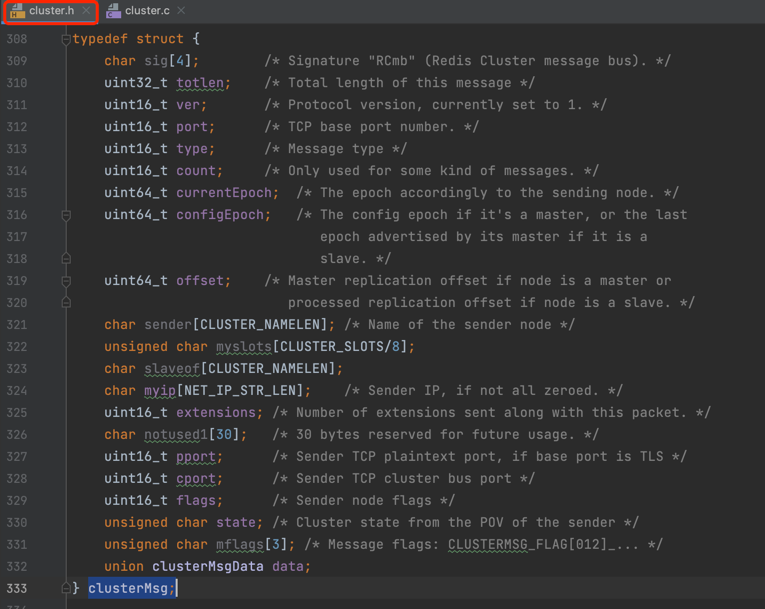 cluster.h cluster.c
308 typedef struct {
309 char sig[4]; /* Signature "RCmb" (Redis Cluster message bus). */
310 uint32_t totlen; /* Total length of this message */
311 uint16_t ver; /* Protocol version, currently set to 1. */
312 uint16_t port; /* TCP base port number. */
313 uint16_t type; /* Message type */
314 uint16_t count; /* Only used for some kind of messages. */
315 uint64_t currentEpoch; /* The epoch accordingly to the sending node. */
316 uint64_t configEpoch; /* The config epoch if it's a master, or the last
317 epoch advertised by its master if it is a
318 slave. */
319 uint64_t offset; /* Master replication offset if node is a master or
320 processed replication offset if node is a slave. */
321 char sender[CLUSTER_NAMELEN]; /* Name of the sender node */
322 unsigned char myslots[CLUSTER_SLOTS/8];
323 char slaveof[CLUSTER_NAMELEN];
324 char myip[NET_IP_STR_LEN]; /* Sender IP, if not all zeroed. */
325 uint16_t extensions; /* Number of extensions sent along with this packet. */
326 char notused1[30]; /* 30 bytes reserved for future usage. */
327 uint16_t pport; /* Sender TCP plaintext port, if base port is TLS */
328 uint16_t cport; /* Sender TCP cluster bus port */
329 uint16_t flags; /* Sender node flags */
330 unsigned char state; /* Cluster state from the POV of the sender */
331 unsigned char mflags[3]; /* Message flags: CLUSTERMSG_FLAG[012]_... */
332 union clusterMsgData data;
333 } clusterMsg;